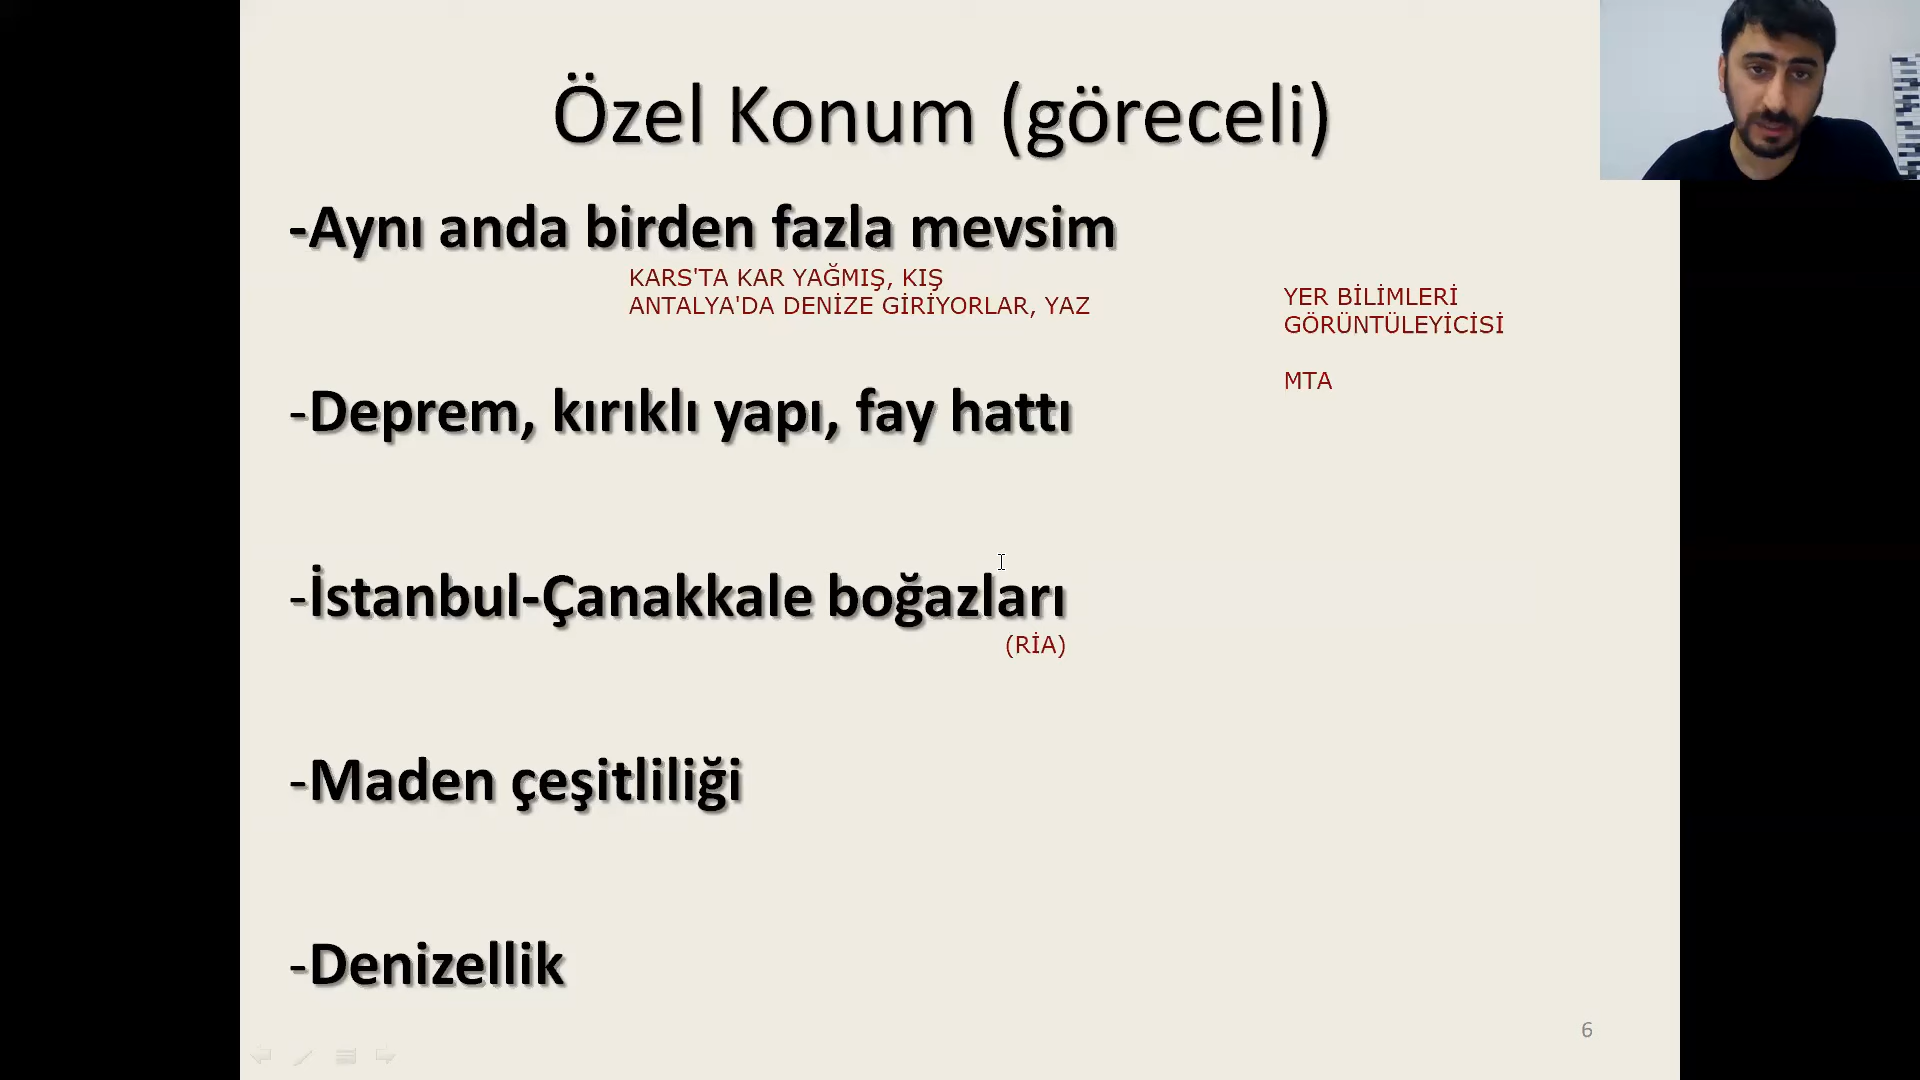 Özel Konum (göreceli)
-Aynı anda birden fazla mevsim
KARS'TA KAR YAĞMIŞ, KIŞ
ANTALYA'DA DENİZE GİRİYORLAR, YAZ
YER BİLİMLERİ
GÖRÜNTÜLEYİCİSİ
MTA
-Deprem, kırıklı yapı, fay hattı
-İstanbul-Çanakkale boğazları
(RİA)
-Maden çeşitliliği
-Denizellik
6